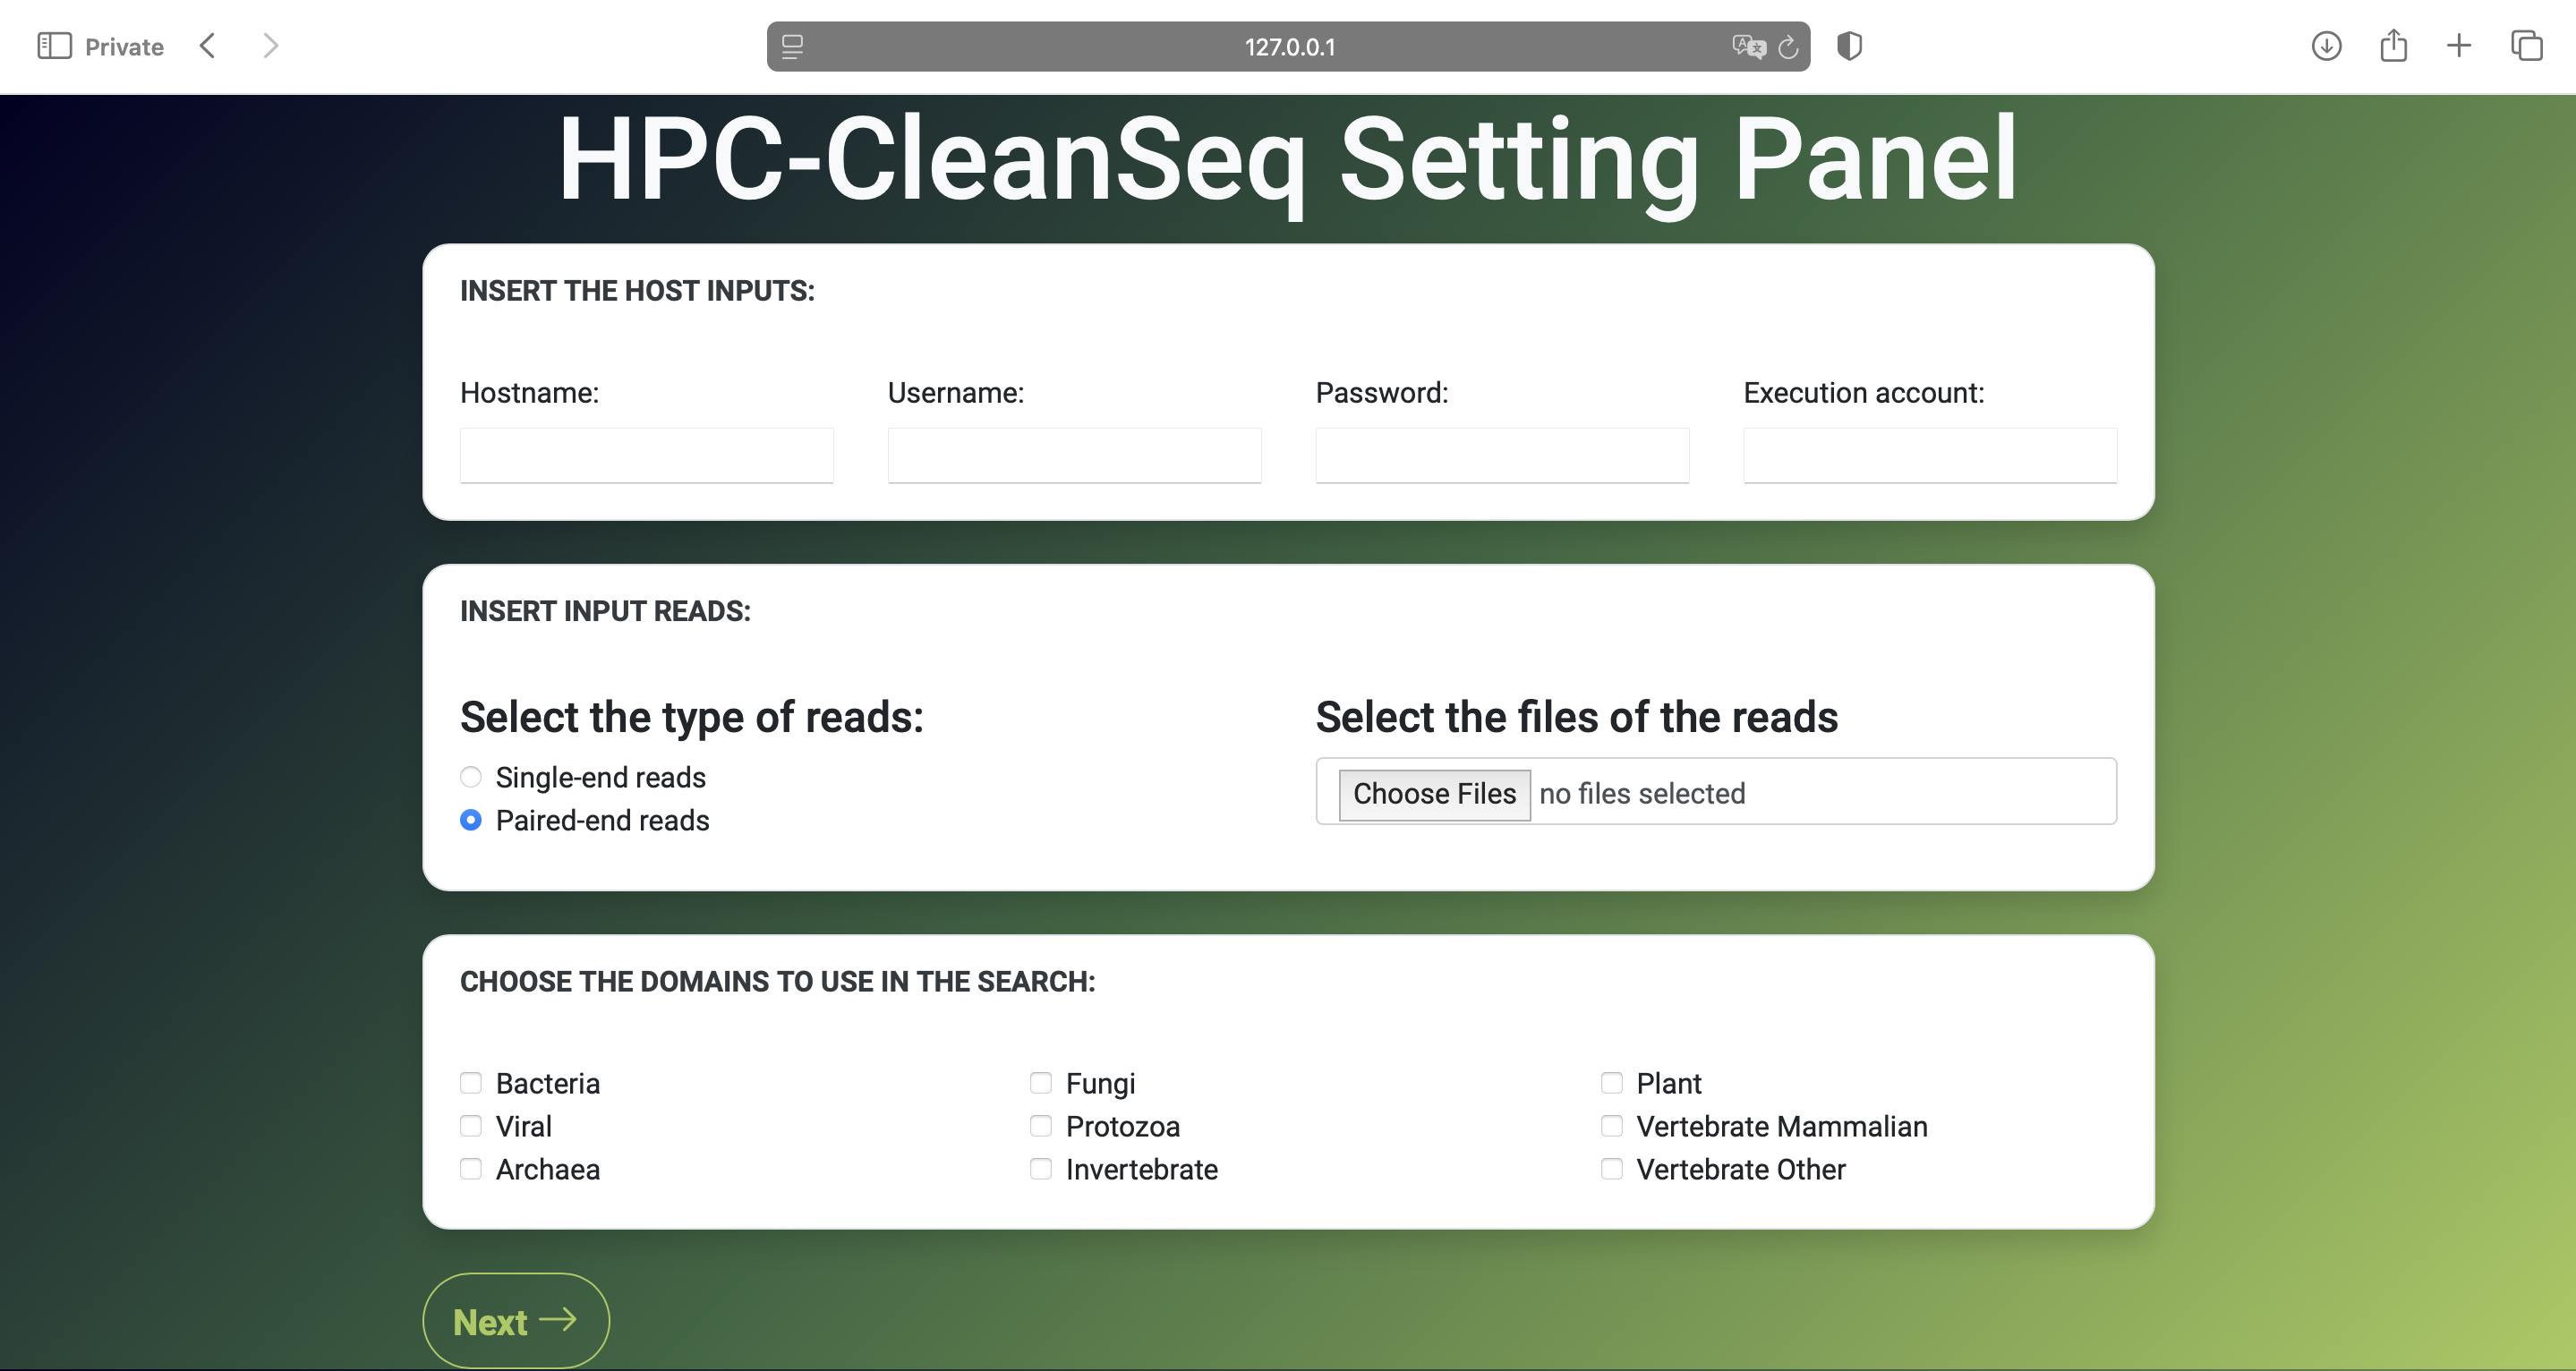 Private
127.0.0.1
HPC-CleanSeq Setting Panel
INSERT THE HOST INPUTS:
Hostname: Username: Password: Execution account:
INSERT INPUT READS:
Select the type of reads: Select the files of the reads
Single-end reads
Choose Files no files selected
Paired-end reads
CHOOSE THE DOMAINS TO USE IN THE SEARCH:
Bacteria Fungi Plant
Viral Protozoa Vertebrate Mammalian
Archaea Invertebrate Vertebrate Other
Next →